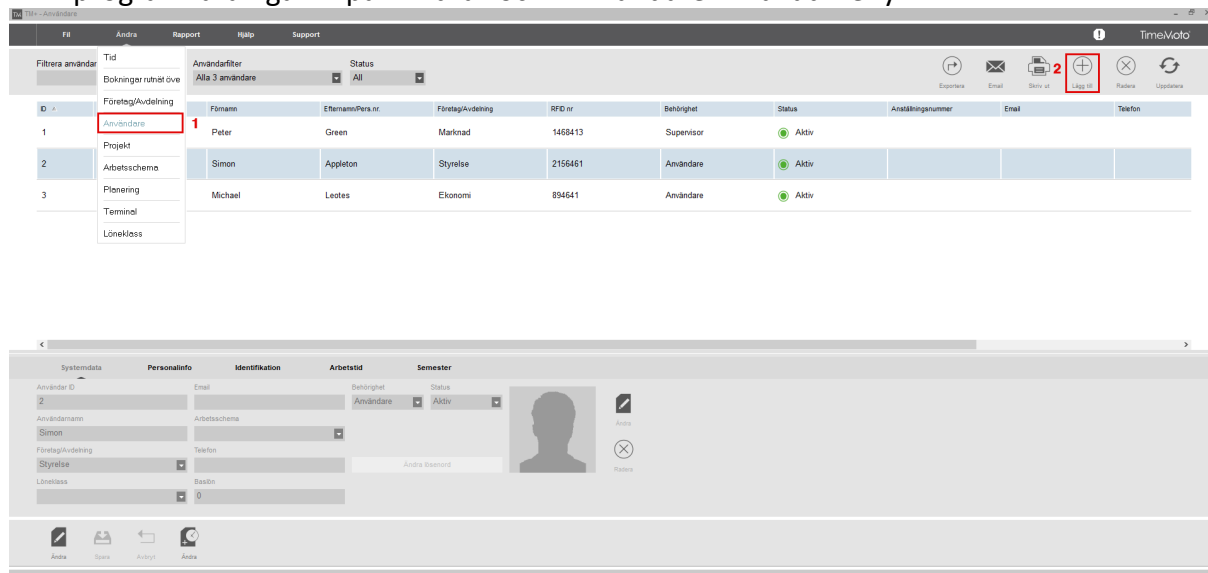 TM TM+ - Användare
Fil Ändra Rapport Hjälp Support TimeMoto
Filtrera användar Användarfilter Status
Alla 3 användare All
2
Exportera Email Skriv ut Lägg till Radera Uppdatera
Tid
Bokningar rutnät öve
Företag/Avdelning
Användare 1
Projekt
Arbetsschema
Planering
Terminal
Löneklass
ID Förnamn Efternamn/Pers.nr. Företag/Avdelning RFID nr Behörighet Status Anställningsnummer Email Telefon
1 Peter Green Marknad 1468413 Supervisor Aktiv
2 Simon Appleton Styrelse 2156461 Användare Aktiv
3 Michael Leotes Ekonomi 894641 Användare Aktiv
Systemdata Personalinfo Identifikation Arbetstid Semester
Användar ID Email Behörighet Status
2 Användare Aktiv
Användarnamn Arbetsschema
Simon
Företag/Avdelning Telefon
Styrelse Ändra lösenord
Löneklass Baslön
0
Ändra
Radera
Ändra Spara Avbryt Ändra